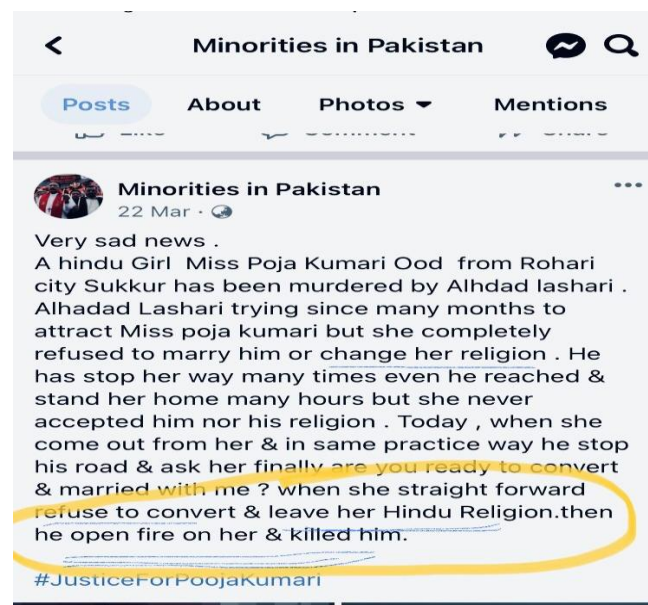 Minorities in Pakistan
Posts About Photos Mentions
Like Comment Share
Minorities in Pakistan
22 Mar ·
Very sad news .
A hindu Girl Miss Poja Kumari Ood from Rohari
city Sukkur has been murdered by Alhdad lashari .
Alhadad Lashari trying since many months to
attract Miss poja kumari but she completely
refused to marry him or change her religion . He
has stop her way many times even he reached &
stand her home many hours but she never
accepted him nor his religion . Today , when she
come out from her & in same practice way he stop
his road & ask her finally are you ready to convert
& married with me ? when she straight forward
refuse to convert & leave her Hindu Religion.then
he open fire on her & killed him.
#JusticeForPoojaKumari